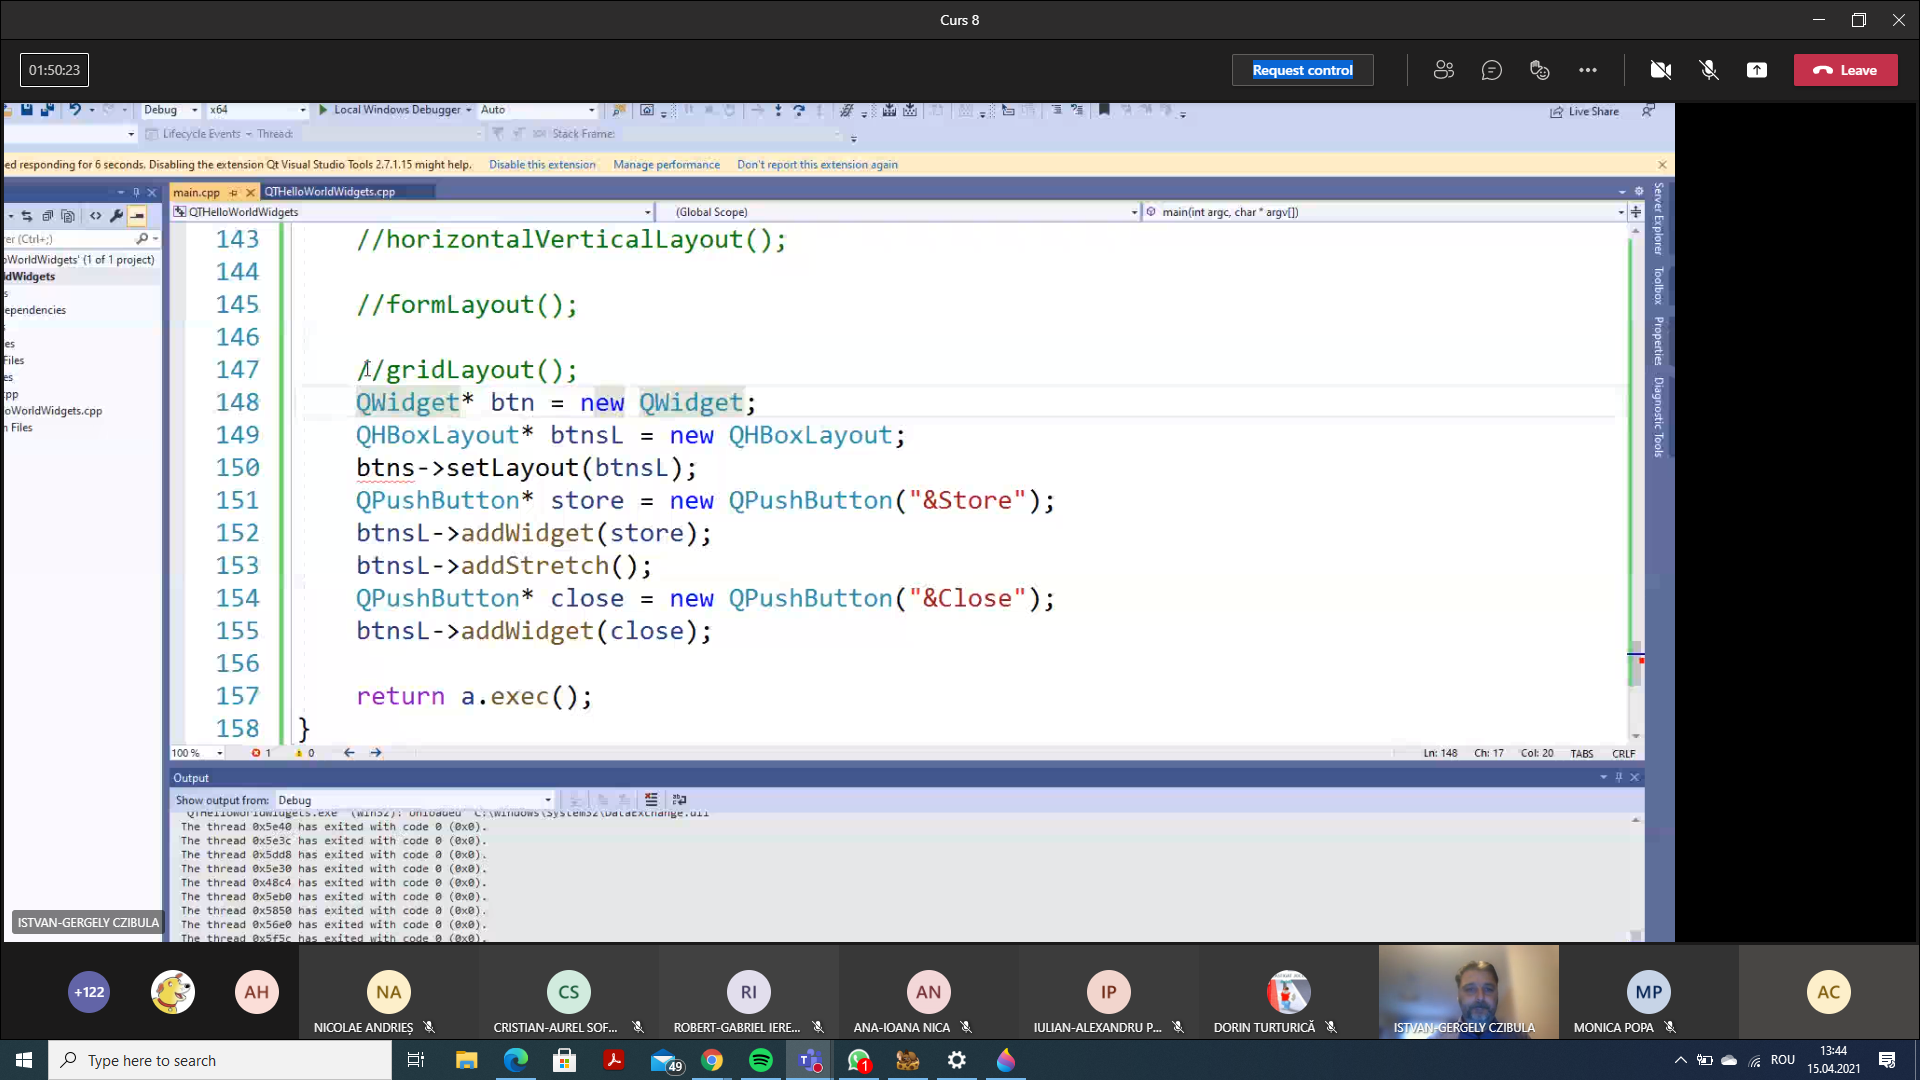 Curs 8
01:50:23
Request control
Leave
Debug x64 Local Windows Debugger Auto
Live Share
Lifecycle Events Thread: Stack Frame:
ed responding for 6 seconds. Disabling the extension Qt Visual Studio Tools 2.7.1.15 might help. Disable this extension Manage performance Don't report this extension again
main.cpp QTHelloWorldWidgets.cpp
QTHelloWorldWidgets (Global Scope) main(int argc, char * argv[])
rer (Ctrl+;)
oWorldWidgets' (1 of 1 project)
ldWidgets
s
ependencies
s
es
Files
es
cpp
loWorldWidgets.cpp
n Files
143 //horizontalVerticalLayout();
144
145 //formLayout();
146
147 //gridLayout();
148 QWidget* btn = new QWidget;
149 QHBoxLayout* btnsL = new QHBoxLayout;
150 btns->setLayout(btnsL);
151 QPushButton* store = new QPushButton("&Store");
152 btnsL->addWidget(store);
153 btnsL->addStretch();
154 QPushButton* close = new QPushButton("&Close");
155 btnsL->addWidget(close);
156
157 return a.exec();
158 }
Server Explorer
Toolbox
Properties
Diagnostic Tools
100 % 1 0 Ln: 148 Ch: 17 Col: 20 TABS CRLF
Output
Show output from: Debug
'QTHelloWorldWidgets.exe' (Win32): Unloaded 'C:\Windows\System32\DataExchange.dll'
The thread 0x5e40 has exited with code 0 (0x0).
The thread 0x5e3c has exited with code 0 (0x0).
The thread 0x5dd8 has exited with code 0 (0x0).
The thread 0x5e30 has exited with code 0 (0x0).
The thread 0x48c4 has exited with code 0 (0x0).
The thread 0x5eb0 has exited with code 0 (0x0).
The thread 0x5850 has exited with code 0 (0x0).
The thread 0x56e0 has exited with code 0 (0x0).
The thread 0x5f5c has exited with code 0 (0x0).
ISTVAN-GERGELY CZIBULA
+122 AH NA CS RI AN IP MP AC
NICOLAE ANDRIEȘ CRISTIAN-AUREL SOF... ROBERT-GABRIEL IERE... ANA-IOANA NICA IULIAN-ALEXANDRU P... DORIN TURTURICĂ ISTVAN-GERGELY CZIBULA MONICA POPA
Type here to search
49
1
ROU
13:44
15.04.2021